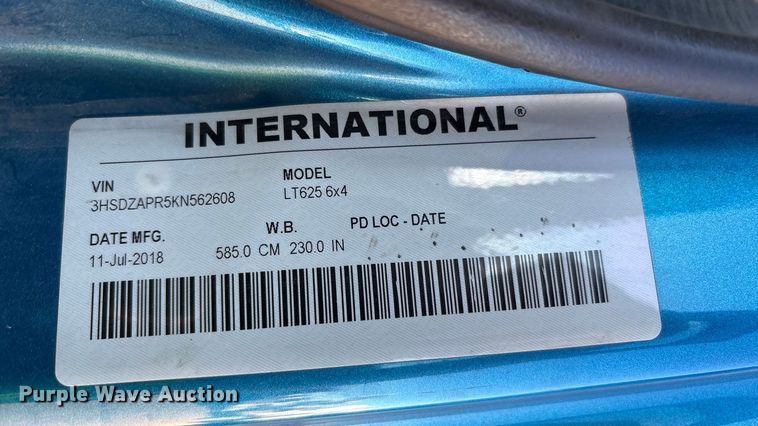 INTERNATIONAL®
VIN MODEL
3HSDZAPR5KN562608 LT625 6x4
DATE MFG. W.B. PD LOC - DATE
11-Jul-2018 585.0 CM 230.0 IN
Purple Wave Auction